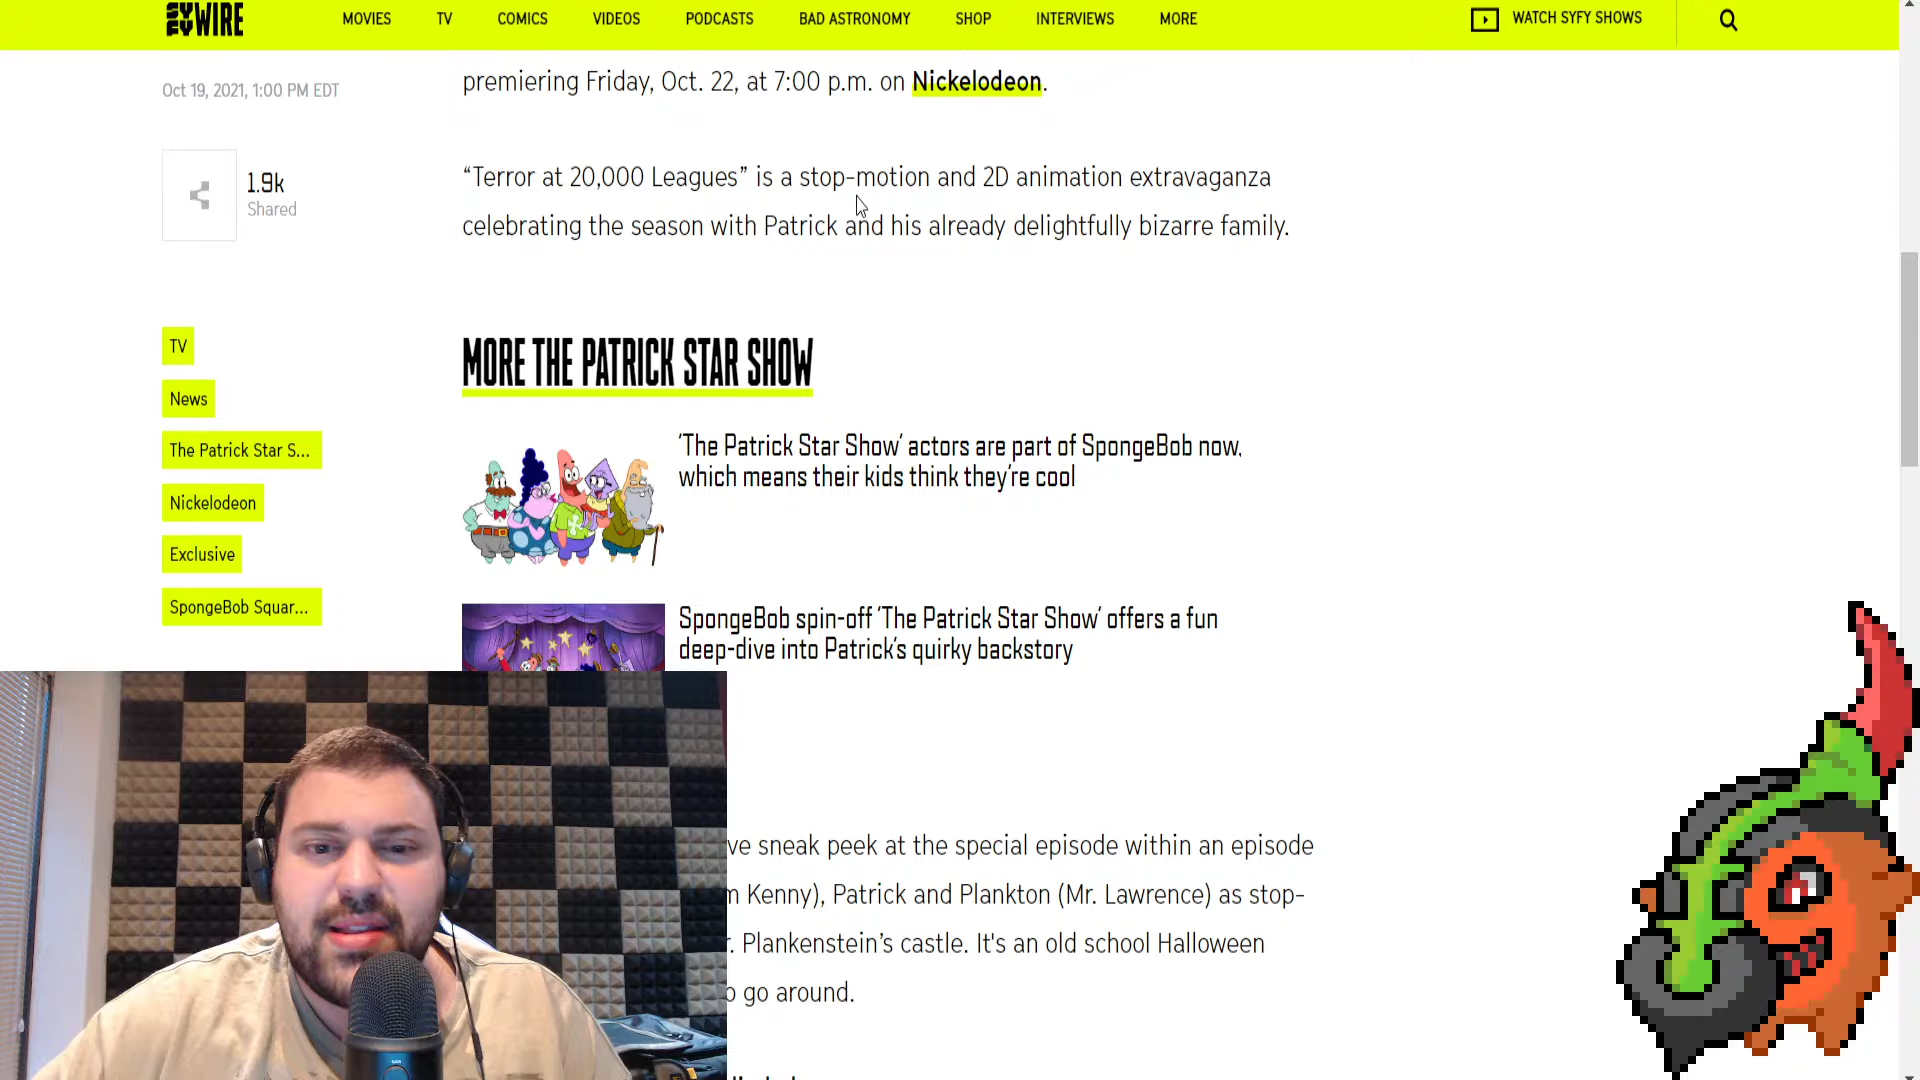 SYFY WIRE
MOVIES
TV
COMICS
VIDEOS
PODCASTS
BAD ASTRONOMY
SHOP
INTERVIEWS
MORE
WATCH SYFY SHOWS
Oct 19, 2021, 1:00 PM EDT
1.9k
Shared
TV
News
The Patrick Star S...
Nickelodeon
Exclusive
SpongeBob Squar...
premiering Friday, Oct. 22, at 7:00 p.m. on Nickelodeon.
“Terror at 20,000 Leagues” is a stop-motion and 2D animation extravaganza
celebrating the season with Patrick and his already delightfully bizarre family.
MORE THE PATRICK STAR SHOW
‘The Patrick Star Show’ actors are part of SpongeBob now,
which means their kids think they’re cool
SpongeBob spin-off ‘The Patrick Star Show’ offers a fun
deep-dive into Patrick’s quirky backstory
ve sneak peek at the special episode within an episode
m Kenny), Patrick and Plankton (Mr. Lawrence) as stop-
r. Plankenstein’s castle. It's an old school Halloween
o go around.